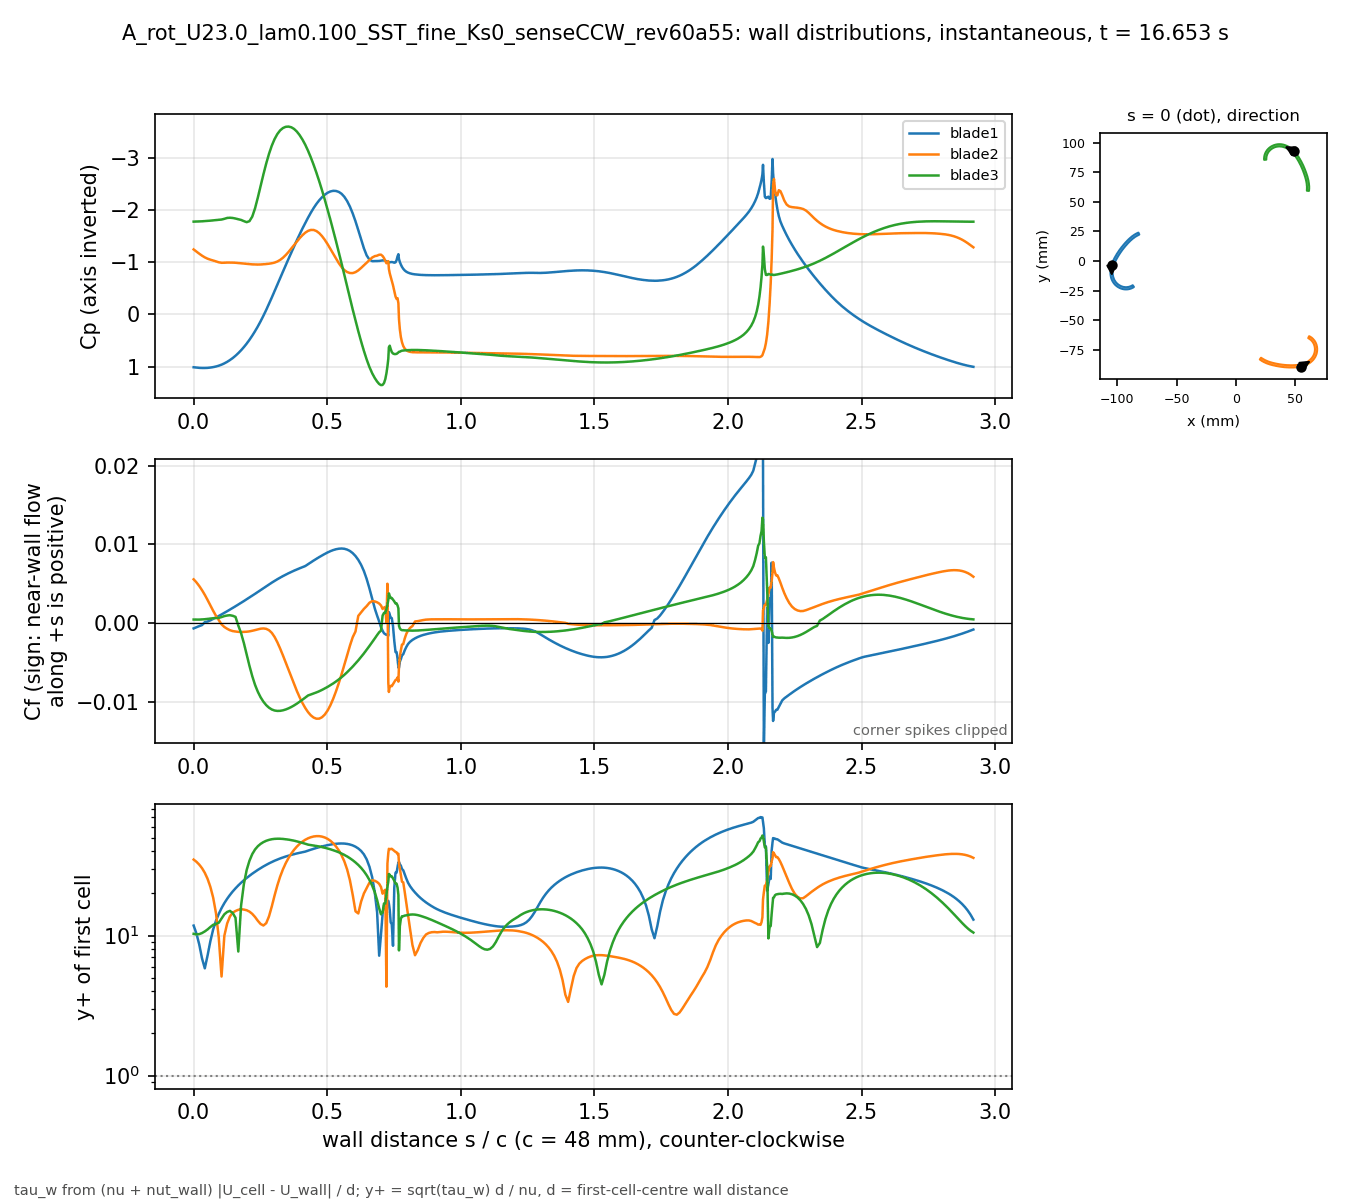 A_rot_U23.0_lam0.100_SST_fine_Ks0_senseCCW_rev60a55: wall distributions, instantaneous, t = 16.653 s
Cp (axis inverted)
−3
−2
−1
0
1
0.0 0.5 1.0 1.5 2.0 2.5 3.0
blade1
blade2
blade3
s = 0 (dot), direction
y (mm)
100
75
50
25
0
−25
−50
−75
−100 −50 0 50
x (mm)
Cf (sign: near-wall flow
along +s is positive)
0.02
0.01
0.00
−0.01
corner spikes clipped
0.0 0.5 1.0 1.5 2.0 2.5 3.0
y+ of first cell
10¹
10⁰
0.0 0.5 1.0 1.5 2.0 2.5 3.0
wall distance s / c (c = 48 mm), counter-clockwise
tau_w from (nu + nut_wall) |U_cell - U_wall| / d; y+ = sqrt(tau_w) d / nu, d = first-cell-centre wall distance